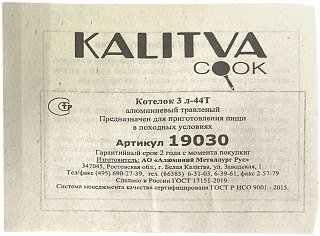 KALITVA
COOK
Котелок 3 л-44Т
алюминиевый травленый
Предназначен для приготовления пищи
в походных условиях
Артикул 19030
Гарантийный срок 2 года с момента покупки
Изготовитель: АО «Алюминий Металлург Рус»
347045, Ростовская обл., г. Белая Калитва, ул. Заводская, 1.
Тел/факс (495) 690-27-39, тел. (86383) 6-31-03, 6-39-61, факс 2-57-79
Сделано в России ГОСТ 17151-2019.
Система менеджмента качества сертифицирована ГОСТ Р ИСО 9001 - 2015.